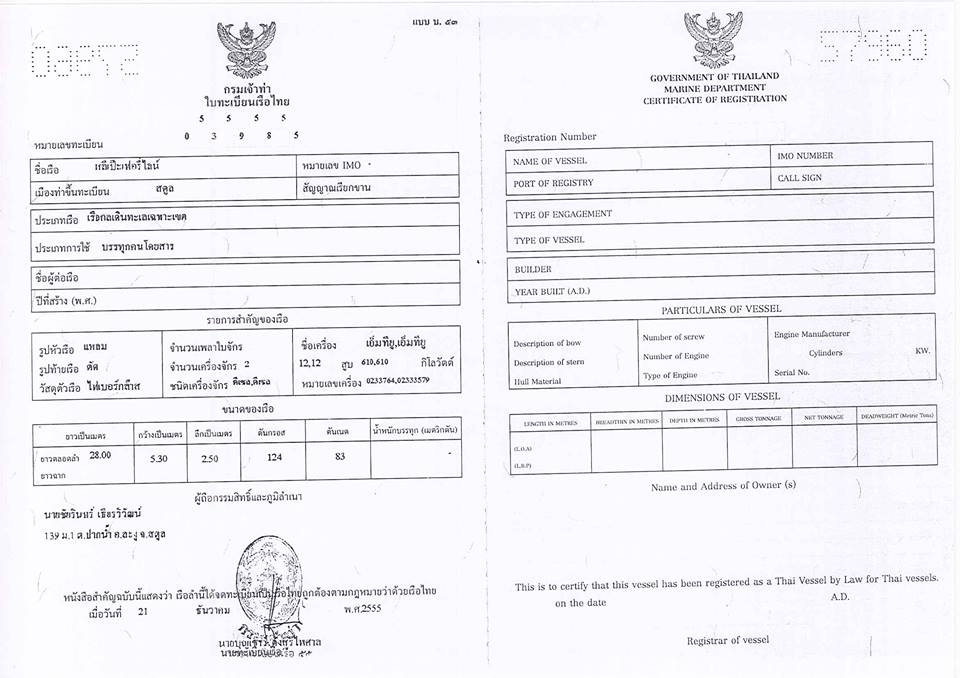 แบบ บ. ๕๓
57960
กรมเจ้าท่า
ใบทะเบียนเรือไทย
5 5 5 5
0 3 9 8 5
หมายเลขทะเบียน
ชื่อเรือ หลีเป๊ะเฟอร์รี่ไลน์ หมายเลข IMO -
เมืองท่าขึ้นทะเบียน สตูล สัญญาณเรียกขาน
ประเภทเรือ เรือกลเดินทะเลเฉพาะเขต
ประเภทการใช้ บรรทุกคนโดยสาร
ชื่อผู้ต่อเรือ
ปีที่สร้าง (พ.ศ.)
รายการสำคัญของเรือ
รูปหัวเรือ แหลม จำนวนเพลาใบจักร ชื่อเครื่อง เอ็มทียู,เอ็มทียู
รูปท้ายเรือ ตัด จำนวนเครื่องจักร 2 12,12 สูบ 610,610 กิโลวัตต์
วัสดุตัวเรือ ไฟเบอร์กล๊าส ชนิดเครื่องจักร ดีเซล,ดีเซล หมายเลขเครื่อง 0233764,02333579
ขนาดของเรือ
ยาวเป็นเมตร กว้างเป็นเมตร ลึกเป็นเมตร ตันกรอส ตันเนต น้ำหนักบรรทุก (เมตริกตัน)
ยาวตลอดลำ 28.00 5.30 2.50 124 83 -
ยาวฉาก
ผู้ถือกรรมสิทธิ์และภูมิลำเนา
139 ม.1 ต.ปากน้ำ อ.ละงู จ.สตูล
หนังสือสำคัญฉบับนี้แสดงว่า เรือลำนี้ได้จดทะเบียนเป็นเรือไทยถูกต้องตามกฎหมายว่าด้วยเรือไทย
เมื่อวันที่ 21 ธันวาคม พ.ศ.2555
นายทะเบียนเรือ
57960
GOVERNMENT OF THAILAND
MARINE DEPARTMENT
CERTIFICATE OF REGISTRATION
Registration Number
NAME OF VESSEL IMO NUMBER
PORT OF REGISTRY CALL SIGN
TYPE OF ENGAGEMENT
TYPE OF VESSEL
BUILDER
YEAR BUILT (A.D.)
PARTICULARS OF VESSEL
Description of bow Number of screw Engine Manufacturer
Description of stern Number of Engine Cylinders KW.
Hull Material Type of Engine Serial No.
DIMENSIONS OF VESSEL
LENGTH IN METRES BREADTHIN IN METRES DEPTH IN METRES GROSS TONNAGE NET TONNAGE DEADWEIGHT (Metric Tons)
(L.O.A)
(L.B.P)
Name and Address of Owner (s)
This is to certify that this vessel has been registered as a Thai Vessel by Law for Thai vessels.
on the date A.D.
Registrar of vessel